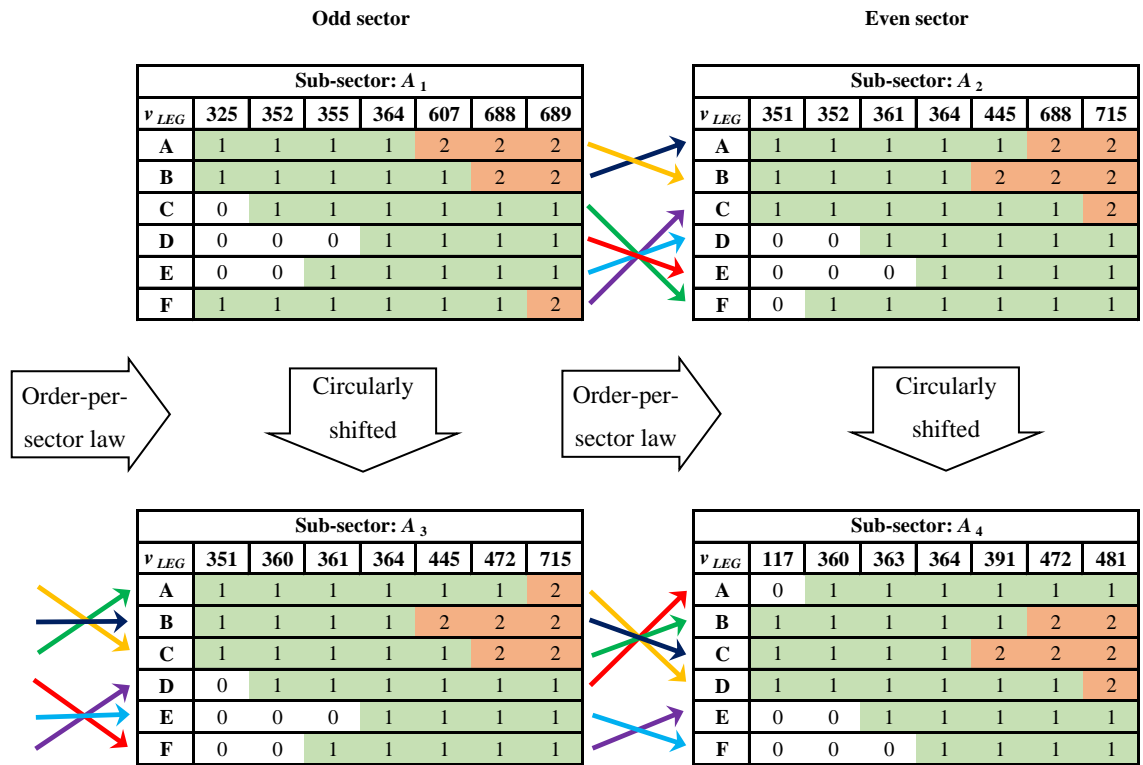 Odd sector
Even sector
Sub-sector: A 1
v LEG 325 352 355 364 607 688 689
A 1 1 1 1 2 2 2
B 1 1 1 1 1 2 2
C 0 1 1 1 1 1 1
D 0 0 0 1 1 1 1
E 0 0 1 1 1 1 1
F 1 1 1 1 1 1 2
Sub-sector: A 2
v LEG 351 352 361 364 445 688 715
A 1 1 1 1 1 2 2
B 1 1 1 1 2 2 2
C 1 1 1 1 1 1 2
D 0 0 1 1 1 1 1
E 0 0 0 1 1 1 1
F 0 1 1 1 1 1 1
Order-per-
sector law
Circularly
shifted
Order-per-
sector law
Circularly
shifted
Sub-sector: A 3
v LEG 351 360 361 364 445 472 715
A 1 1 1 1 1 1 2
B 1 1 1 1 2 2 2
C 1 1 1 1 1 2 2
D 0 1 1 1 1 1 1
E 0 0 0 1 1 1 1
F 0 0 1 1 1 1 1
Sub-sector: A 4
v LEG 117 360 363 364 391 472 481
A 0 1 1 1 1 1 1
B 1 1 1 1 1 2 2
C 1 1 1 1 2 2 2
D 1 1 1 1 1 1 2
E 0 0 1 1 1 1 1
F 0 0 0 1 1 1 1